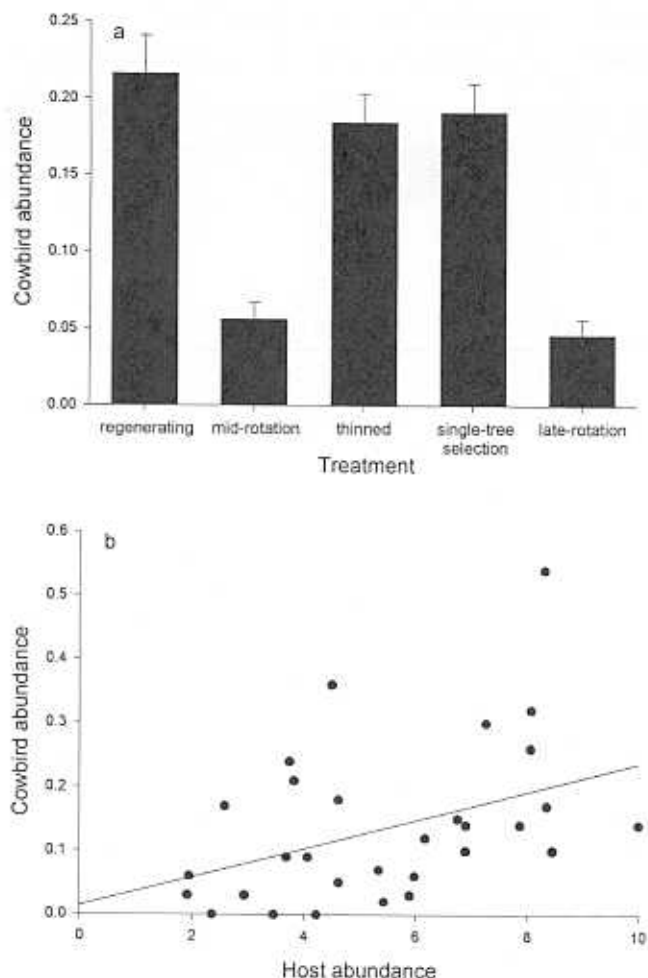 a
0.25
0.20
0.15
0.10
0.05
0.00
Cowbird abundance
regenerating mid-rotation thinned single-tree late-rotation
selection
Treatment
b
0.6
0.5
0.4
0.3
0.2
0.1
0.0
Cowbird abundance
0 2 4 6 8 10
Host abundance